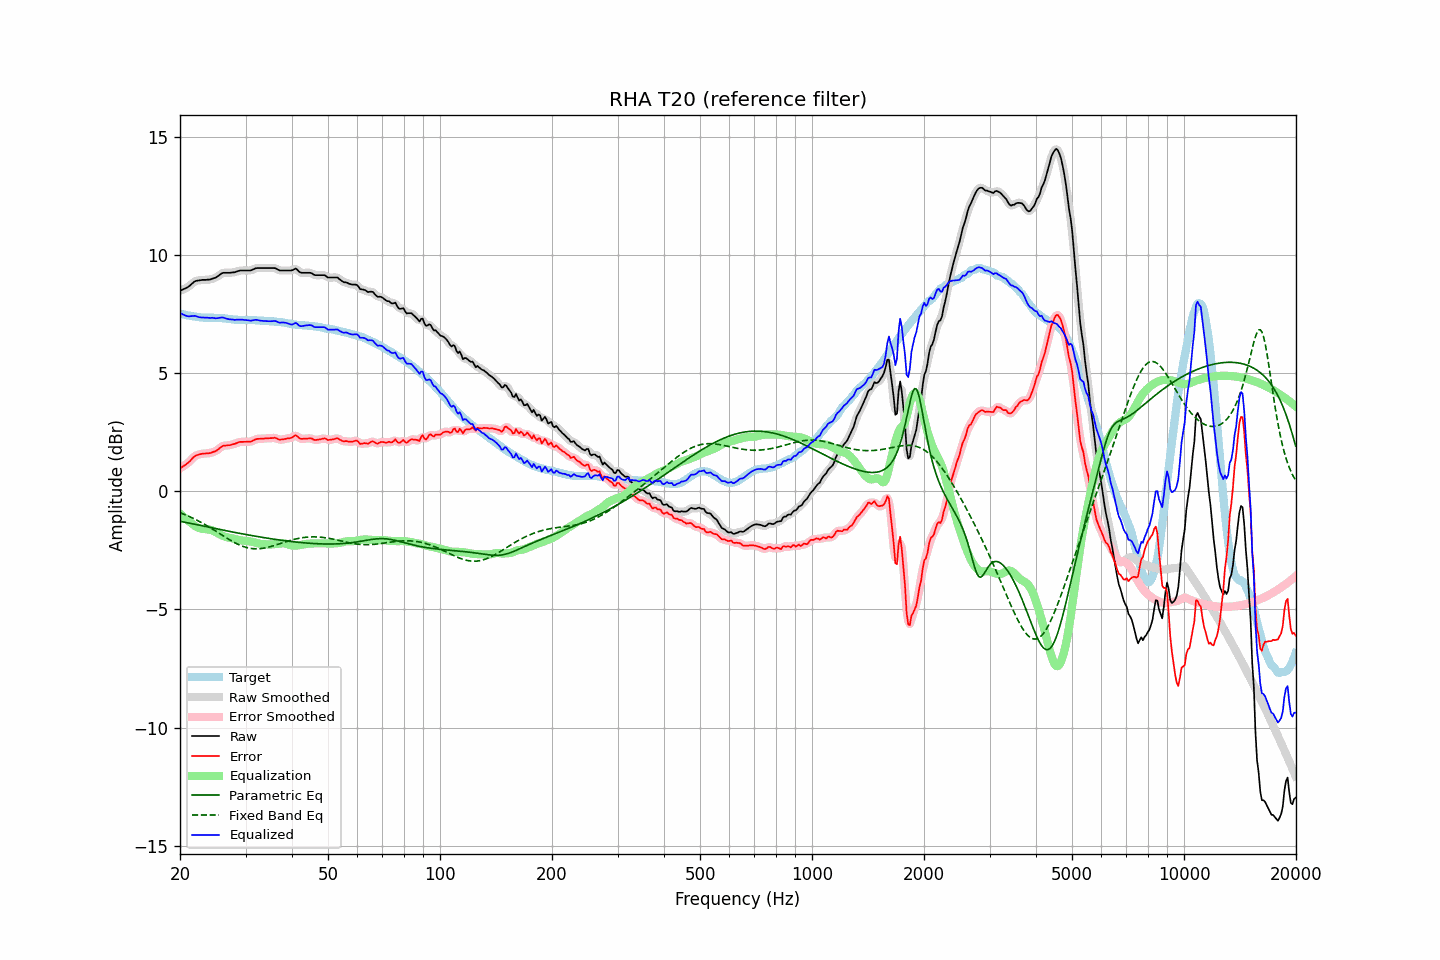 RHA T20 (reference filter)
Amplitude (dBr)
15
10
5
0
−5
−10
−15
Target
Raw Smoothed
Error Smoothed
Raw
Error
Equalization
Parametric Eq
Fixed Band Eq
Equalized
20
50
100
200
500
1000
2000
5000
10000
20000
Frequency (Hz)